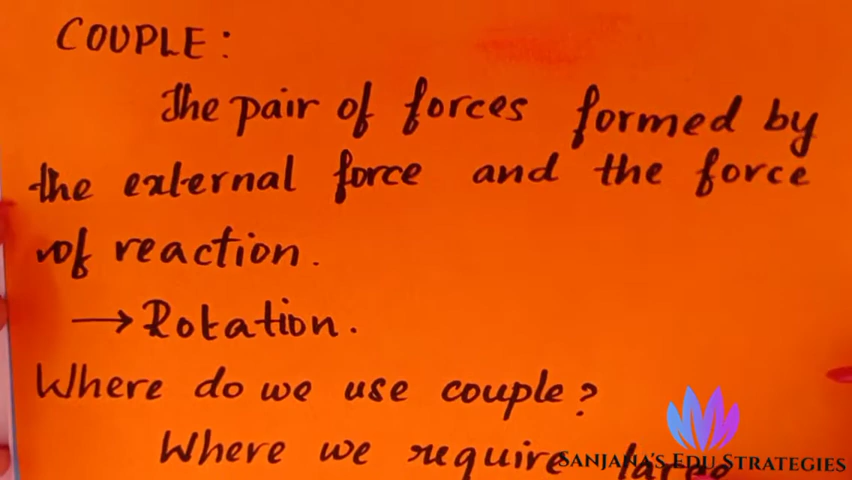 COUPLE:
The pair of forces formed by
the external force and the force
of reaction.
→ Rotation.
Where do we use couple?
Where we require large
SANJANA'S EDU STRATEGIES